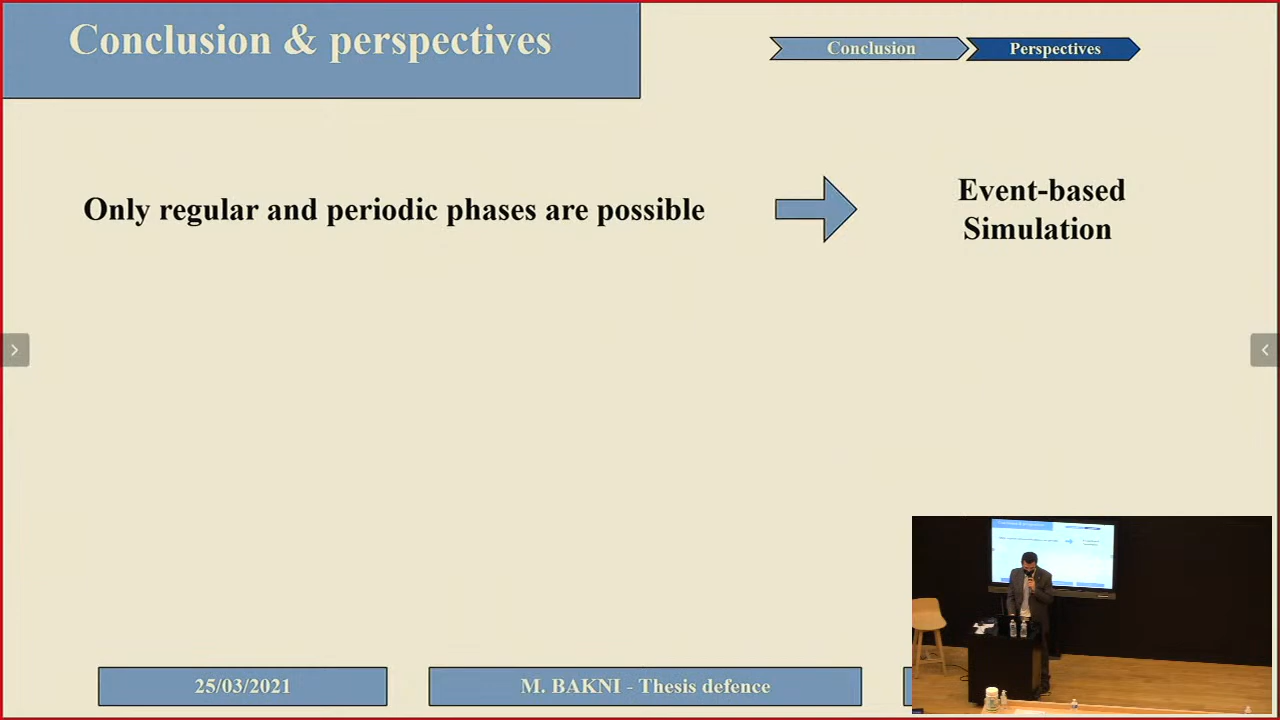 Conclusion & perspectives
Conclusion
Perspectives
Only regular and periodic phases are possible
Event-based
Simulation
25/03/2021
M. BAKNI - Thesis defence